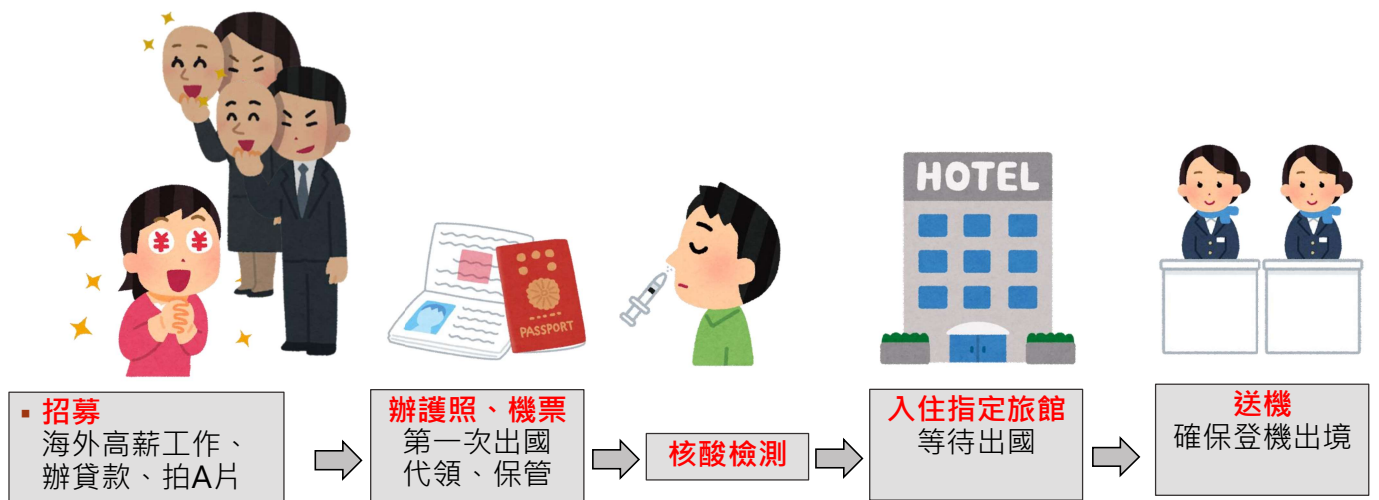 HOTEL
PASSPORT
▪ 招募
海外高薪工作、
辦貸款、拍A片
辦護照、機票
第一次出國
代領、保管
核酸檢測
入住指定旅館
等待出國
送機
確保登機出境